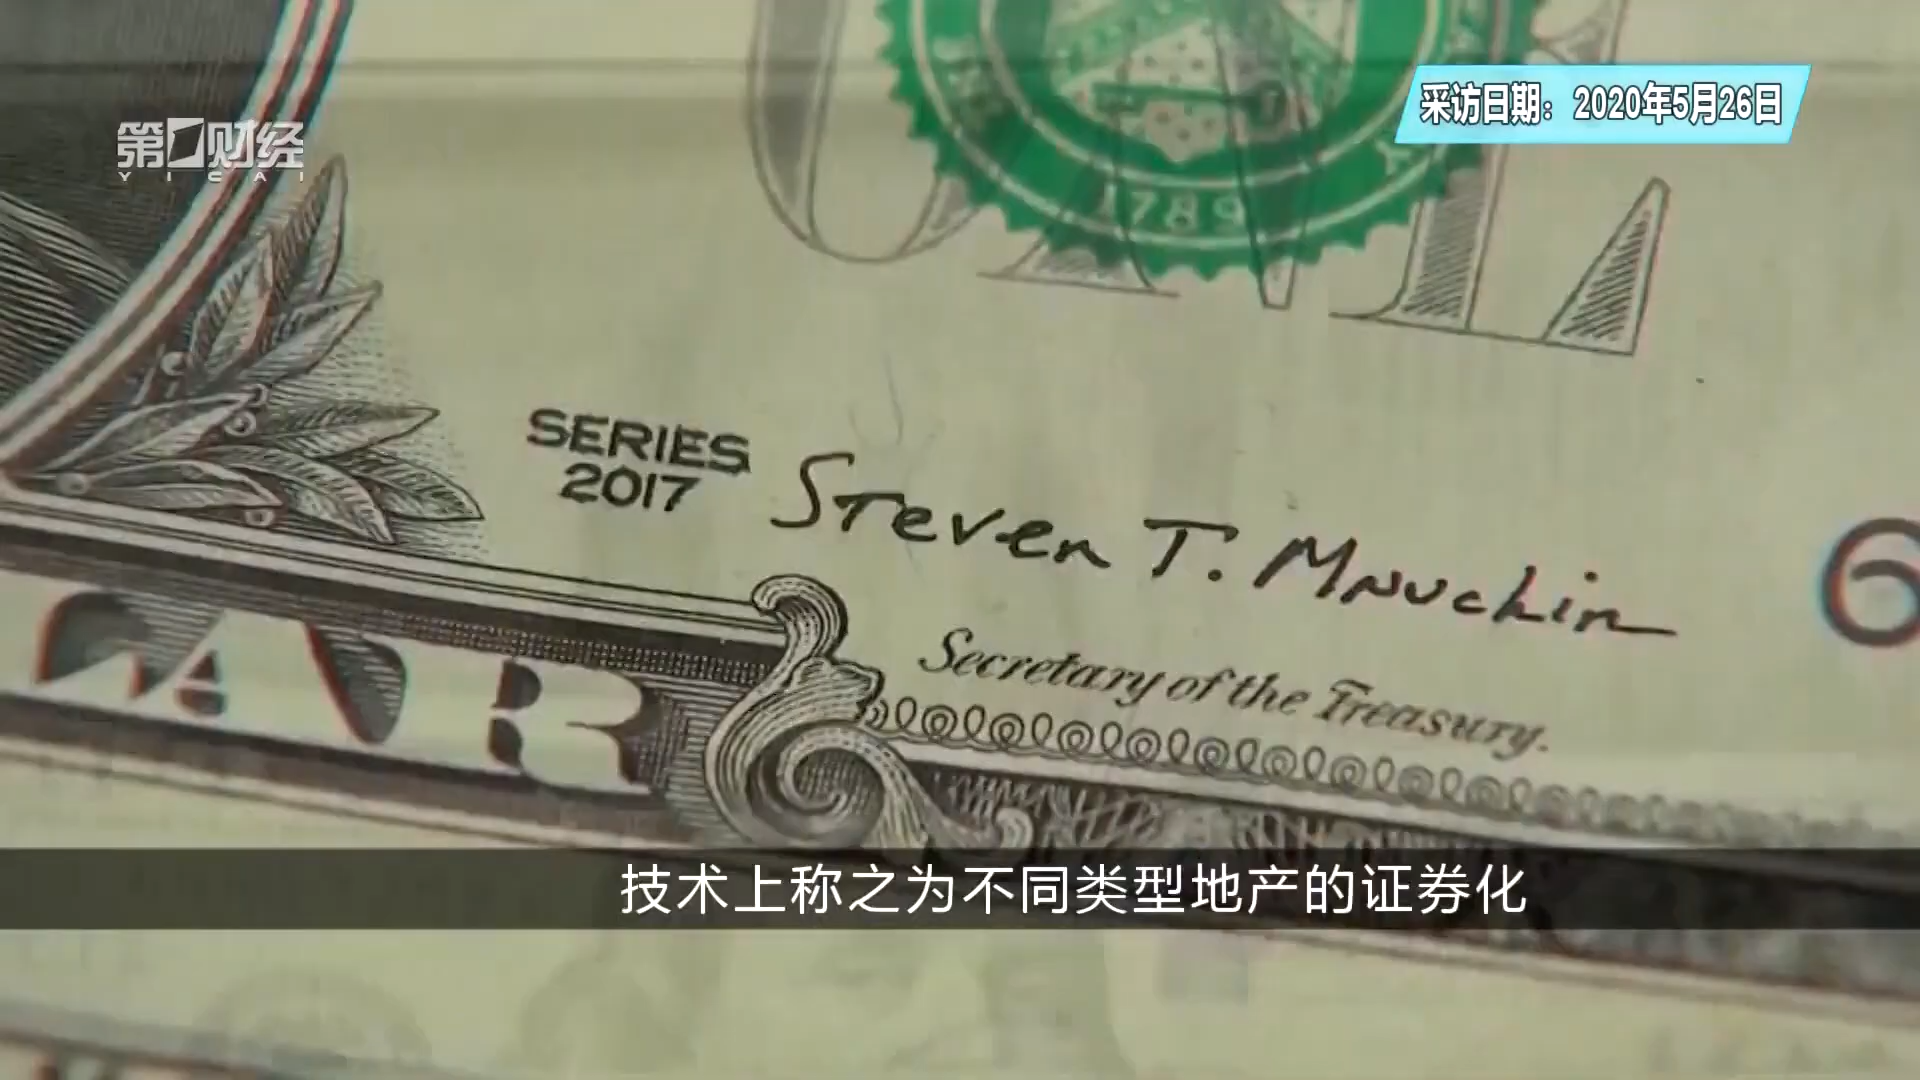 采访日期：2020年5月26日
第一财经
YICAI
1789
SERIES
2017
Steven T. Mnuchin
Secretary of the Treasury.
6
LAR
技术上称之为不同类型地产的证券化